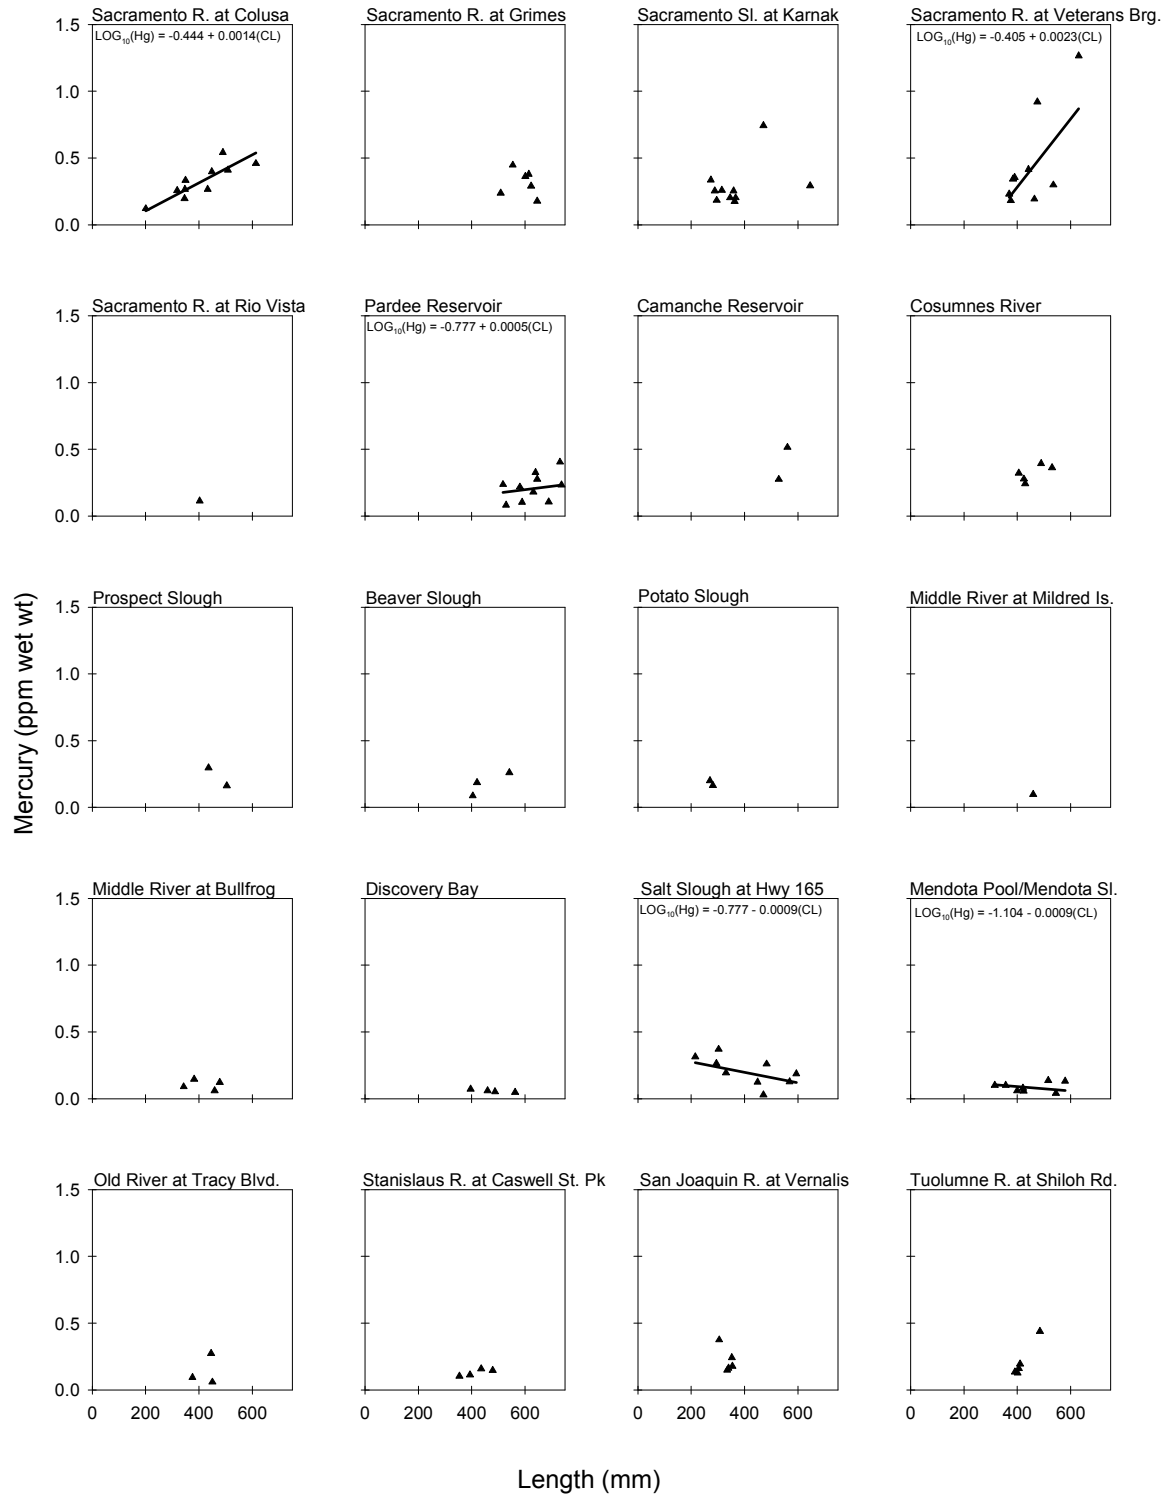 Sacramento R. at Colusa
Sacramento R. at Grimes
Sacramento Sl. at Karnak
Sacramento R. at Veterans Brg.
1.5
LOG₁₀(Hg) = -0.444 + 0.0014(CL)
LOG₁₀(Hg) = -0.405 + 0.0023(CL)
1.0
0.5
0.0
Sacramento R. at Rio Vista
Pardee Reservoir
Camanche Reservoir
Cosumnes River
1.5
LOG₁₀(Hg) = -0.777 + 0.0005(CL)
1.0
0.5
0.0
Mercury (ppm wet wt)
Prospect Slough
Beaver Slough
Potato Slough
Middle River at Mildred Is.
1.5
1.0
0.5
0.0
Middle River at Bullfrog
Discovery Bay
Salt Slough at Hwy 165
Mendota Pool/Mendota Sl.
1.5
LOG₁₀(Hg) = -0.777 - 0.0009(CL)
LOG₁₀(Hg) = -1.104 - 0.0009(CL)
1.0
0.5
0.0
Old River at Tracy Blvd.
Stanislaus R. at Caswell St. Pk
San Joaquin R. at Vernalis
Tuolumne R. at Shiloh Rd.
1.5
1.0
0.5
0.0
0 200 400 600
0 200 400 600
0 200 400 600
0 200 400 600
Length (mm)